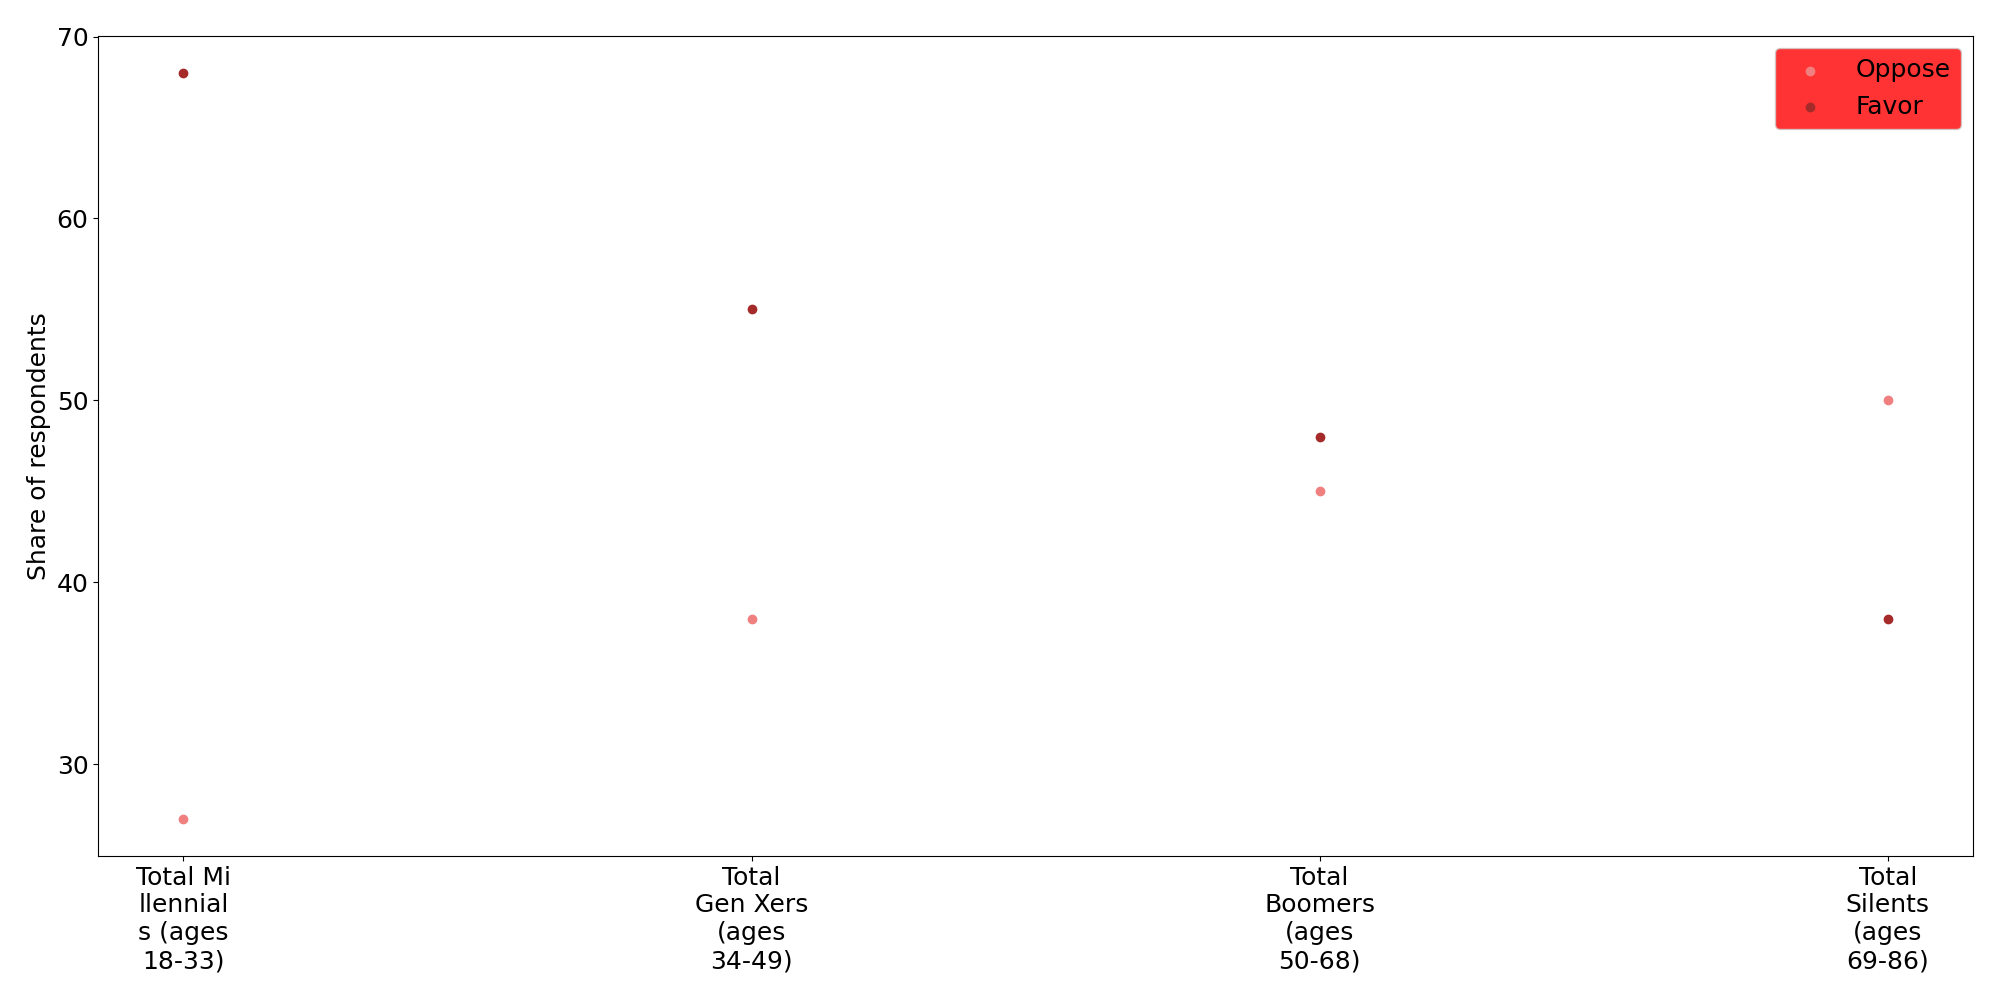 70
60
50
40
30
Share of respondents
Oppose
Favor
Total Mi
llennial
s (ages
18-33)
Total
Gen Xers
(ages
34-49)
Total
Boomers
(ages
50-68)
Total
Silents
(ages
69-86)